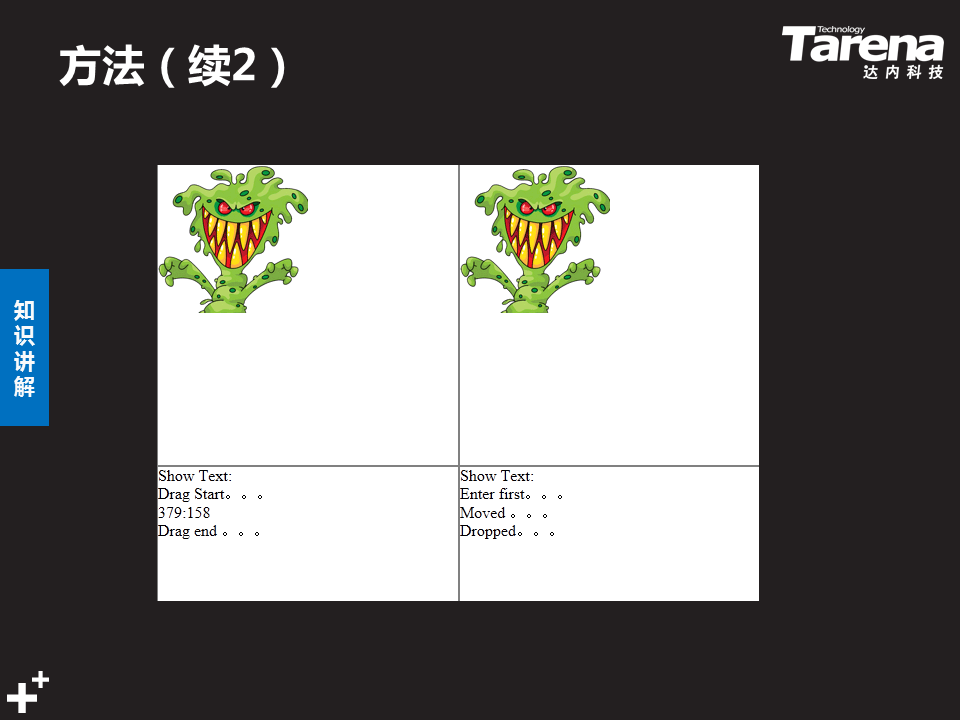 方法（续2）
Technology
Tarena
达内科技
知识讲解
Show Text:
Drag Start。。。
379:158
Drag end 。。。
Show Text:
Enter first。。。
Moved 。。。
Dropped。。。